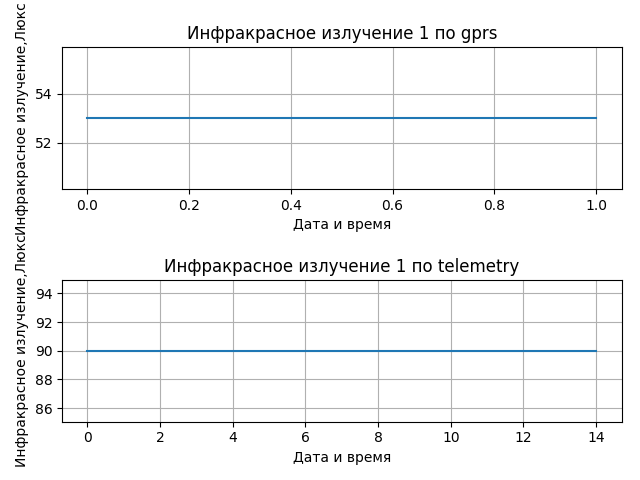 Инфракрасное излучение 1 по gprs
Инфракрасное излучение,Люкс
54
52
0.0 0.2 0.4 0.6 0.8 1.0
Дата и время
Инфракрасное излучение 1 по telemetry
Инфракрасное излучение,Люкс
94
92
90
88
86
0 2 4 6 8 10 12 14
Дата и время